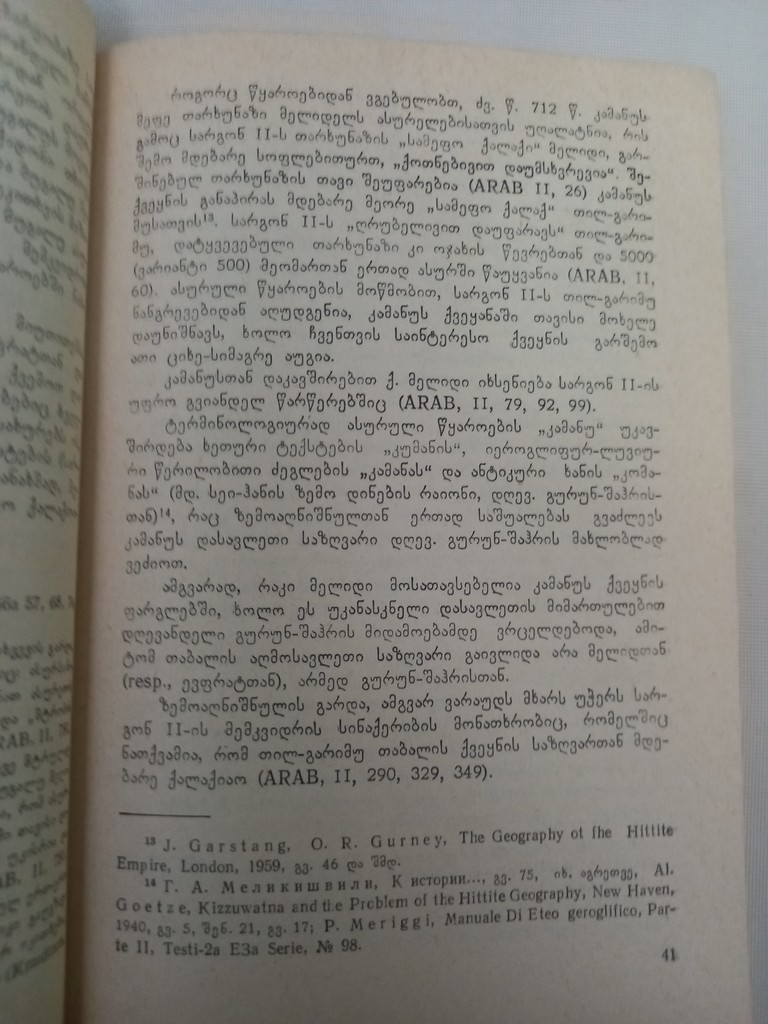 როგორც წყაროებიდან ვგებულობთ, ძვ. წ. 712 წ. კამანუს
მეფე თარხუნაზი მელიდელს ასურელებისათვის უღალატნია, რის
გამოც სარგონ II-ს თარხუნაზის „სამეფო ქალაქი“ მელიდი, გარ-
შემო მდებარე სოფლებითურთ, „ქოთნებივით დაუმსხვრევია“. შე-
შინებულ თარხუნაზის თავი შეუფარებია (ARAB II, 26) კამანუს
ქვეყნის განაპირას მდებარე მეორე „სამეფო ქალაქ“ თილ-გარი-
მუსათვის¹³. სარგონ II-ს „ღრუბელივით დაუფარავს“ თილ-გარი-
მუ, დატყვევებული თარხუნაზი კი ოჯახის წევრებთან და 5000
(ვარიანტი 500) მეომართან ერთად ასურში წაუყვანია (ARAB, II,
60). ასურული წყაროების მოწმობით, სარგონ II-ს თილ-გარიმუ
ნანგრევებიდან აღუდგენია, კამანუს ქვეყანაში თავისი მოხელე
დაუნიშნავს, ხოლო ჩვენთვის საინტერესო ქვეყნის გარშემო
ათი ციხე-სიმაგრე აუგია.
კამანუსთან დაკავშირებით ქ. მელიდი იხსენიება სარგონ II-ის
უფრო გვიანდელ წარწერებშიც (ARAB, II, 79, 92, 99).
ტერმინოლოგიურად ასურული წყაროების „კამანუ“ უკავ-
შირდება ხეთური ტექსტების „კუმანის“, იეროგლიფურ-ლუვიუ-
რი წერილობითი ძეგლების „კამანას“ და ანტიკური ხანის „კომა-
ნას“ (მდ. სეი-ჰანის ზემო დინების რაიონი, დღევ. გურუნ-შაჰრის-
თან)¹⁴, რაც ზემოაღნიშნულთან ერთად საშუალებას გვაძლევს
კამანუს დასავლეთი საზღვარი დღევ. გურუნ-შაჰრის მახლობლად
ვეძიოთ.
ამგვარად, რაკი მელიდი მოსათავსებელია კამანუს ქვეყნის
ფარგლებში, ხოლო ეს უკანასკნელი დასავლეთის მიმართულებით
დღევანდელი გურუნ-შაჰრის მიდამოებამდე ვრცელდებოდა, ამი-
ტომ თაბალის აღმოსავლეთი საზღვარი გაივლიდა არა მელიდთან
(resp., ევფრატთან), არმედ გურუნ-შაჰრისთან.
ზემოაღნიშნულის გარდა, ამგვარ ვარაუდს მხარს უჭერს სარ-
გონ II-ის მემკვიდრის სინაქერიბის მონათხრობიც, რომელშიც
ნათქვამია, რომ თილ-გარიმუ თაბალის ქვეყნის საზღვართან მდე-
ბარე ქალაქიაო (ARAB, II, 290, 329, 349).
¹³ J. Garstang, O. R. Gurney, The Geography of fhe Hittite
Empire, London, 1959, გვ. 46 და შმდ.
¹⁴ Г. А. Меликишвили, К истории..., გვ. 75, იხ. აგრეთვე, Al.
Goetze, Kizzuwatna and the Problem of the Hittite Geography, New Haven,
1940, გვ. 5, შენ. 21, გვ. 17; P. Meriggi, Manuale Di Eteo geroglifico, Par-
te II, Testi-2a E3a Serie, № 98.
41